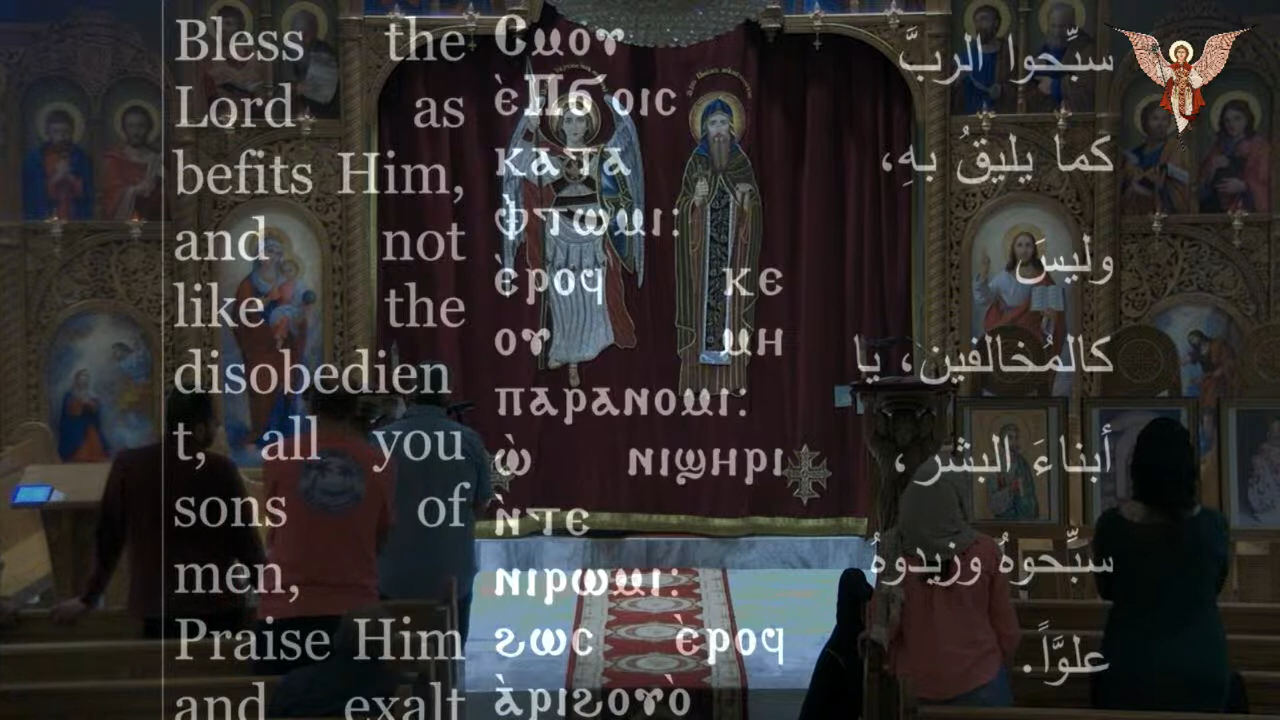 Bless the
Lord as
befits Him,
and not
like the
disobedien
t, all you
sons of
men,
Praise Him
and exalt
Ⲥⲙⲟⲩ
ⲉ̀Ⲡϭⲟⲓⲥ
ⲕⲁⲧⲁ
ⲫⲧⲱⲙⲓ:
ⲉ̀ⲣⲟϥ ⲕⲉ
ⲟⲩ ⲙⲏ
ⲡⲁⲣⲁⲛⲟⲙⲓ:
ⲱ̀ ⲛⲓϣⲏⲣⲓ
ⲛ̀ⲧⲉ
ⲛⲓⲣⲱⲙⲓ:
ϩⲱⲥ ⲉ̀ⲣⲟϥ
ⲁ̀ⲣⲓϩⲟⲩⲟ̀
سبِّحوا الربَّ
كما يليقُ بهِ،
وليسَ
كالمُخالفين، يا
أبناءَ البشر،
سبِّحوهُ وزيدوهُ
علوَّاً.